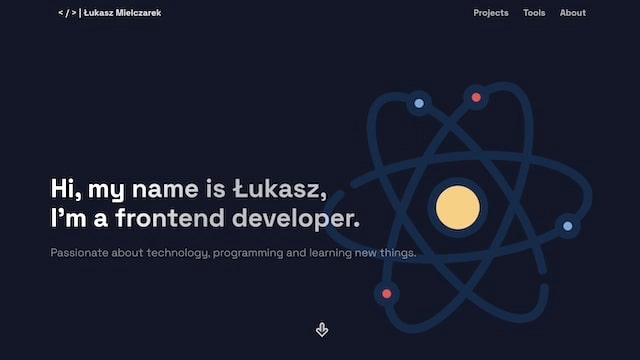 < / > | Łukasz Mielczarek
Projects Tools About
Hi, my name is Łukasz,
I'm a frontend developer.
Passionate about technology, programming and learning new things.